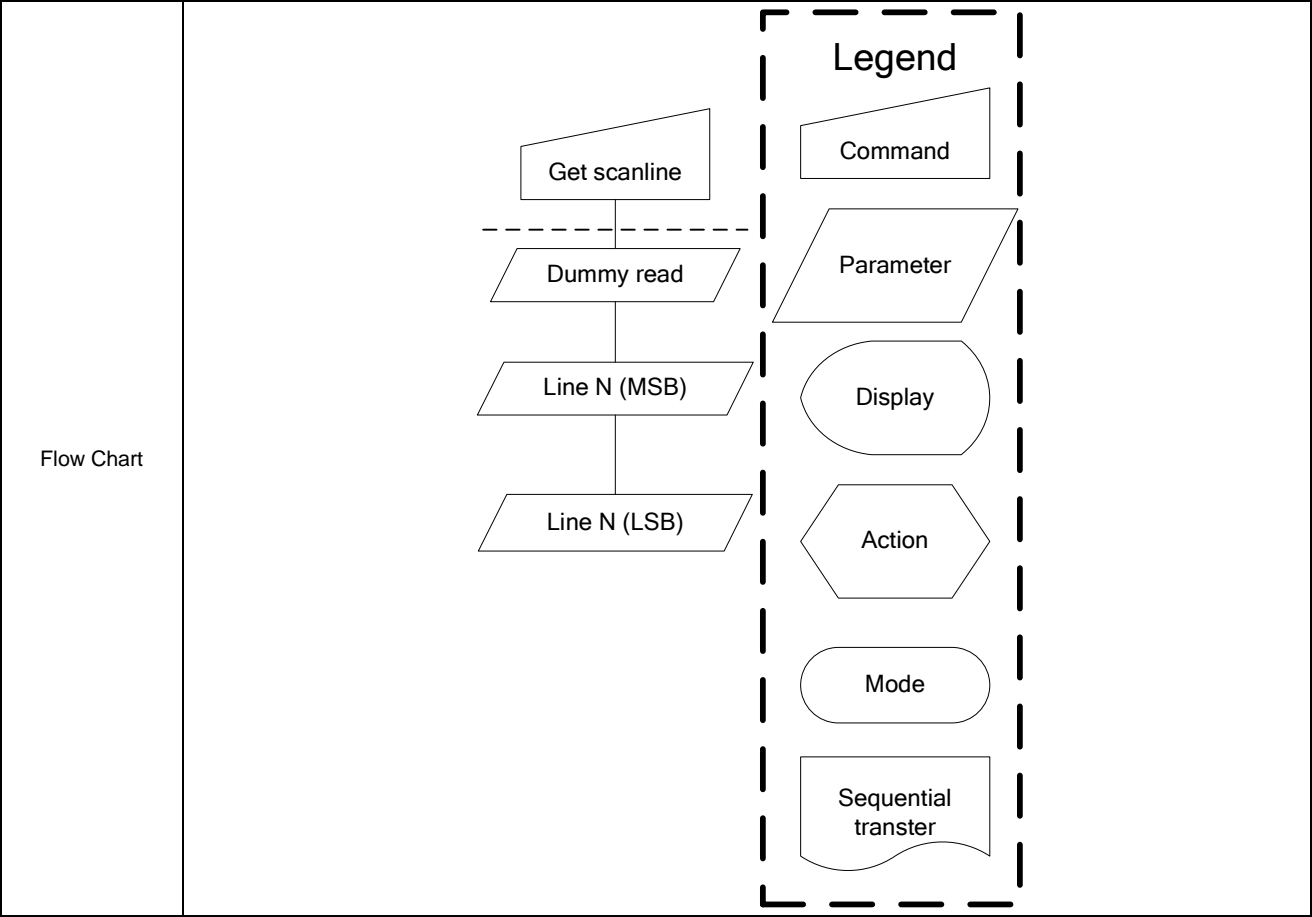 Flow Chart
Get scanline
Dummy read
Line N (MSB)
Line N (LSB)
Legend
Command
Parameter
Display
Action
Mode
Sequential
transter